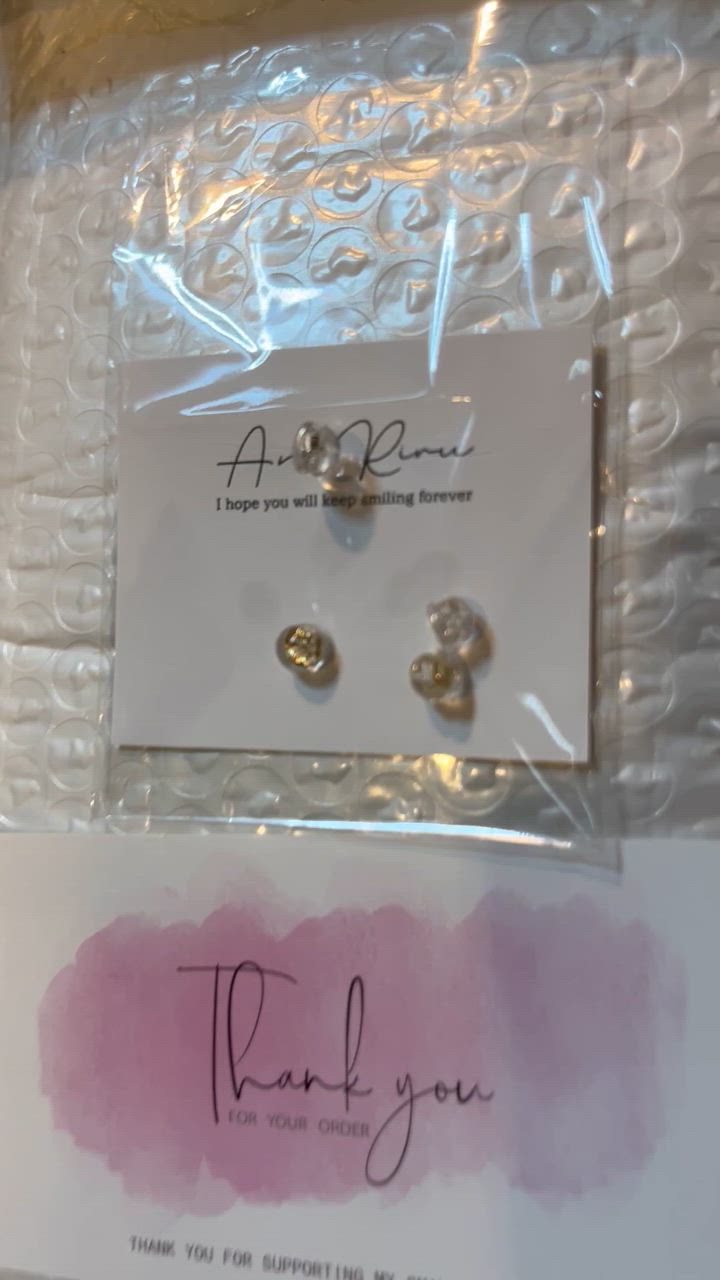 I hope you will keep smiling forever
Thank you
FOR YOUR ORDER
THANK YOU FOR SUPPORTING MY